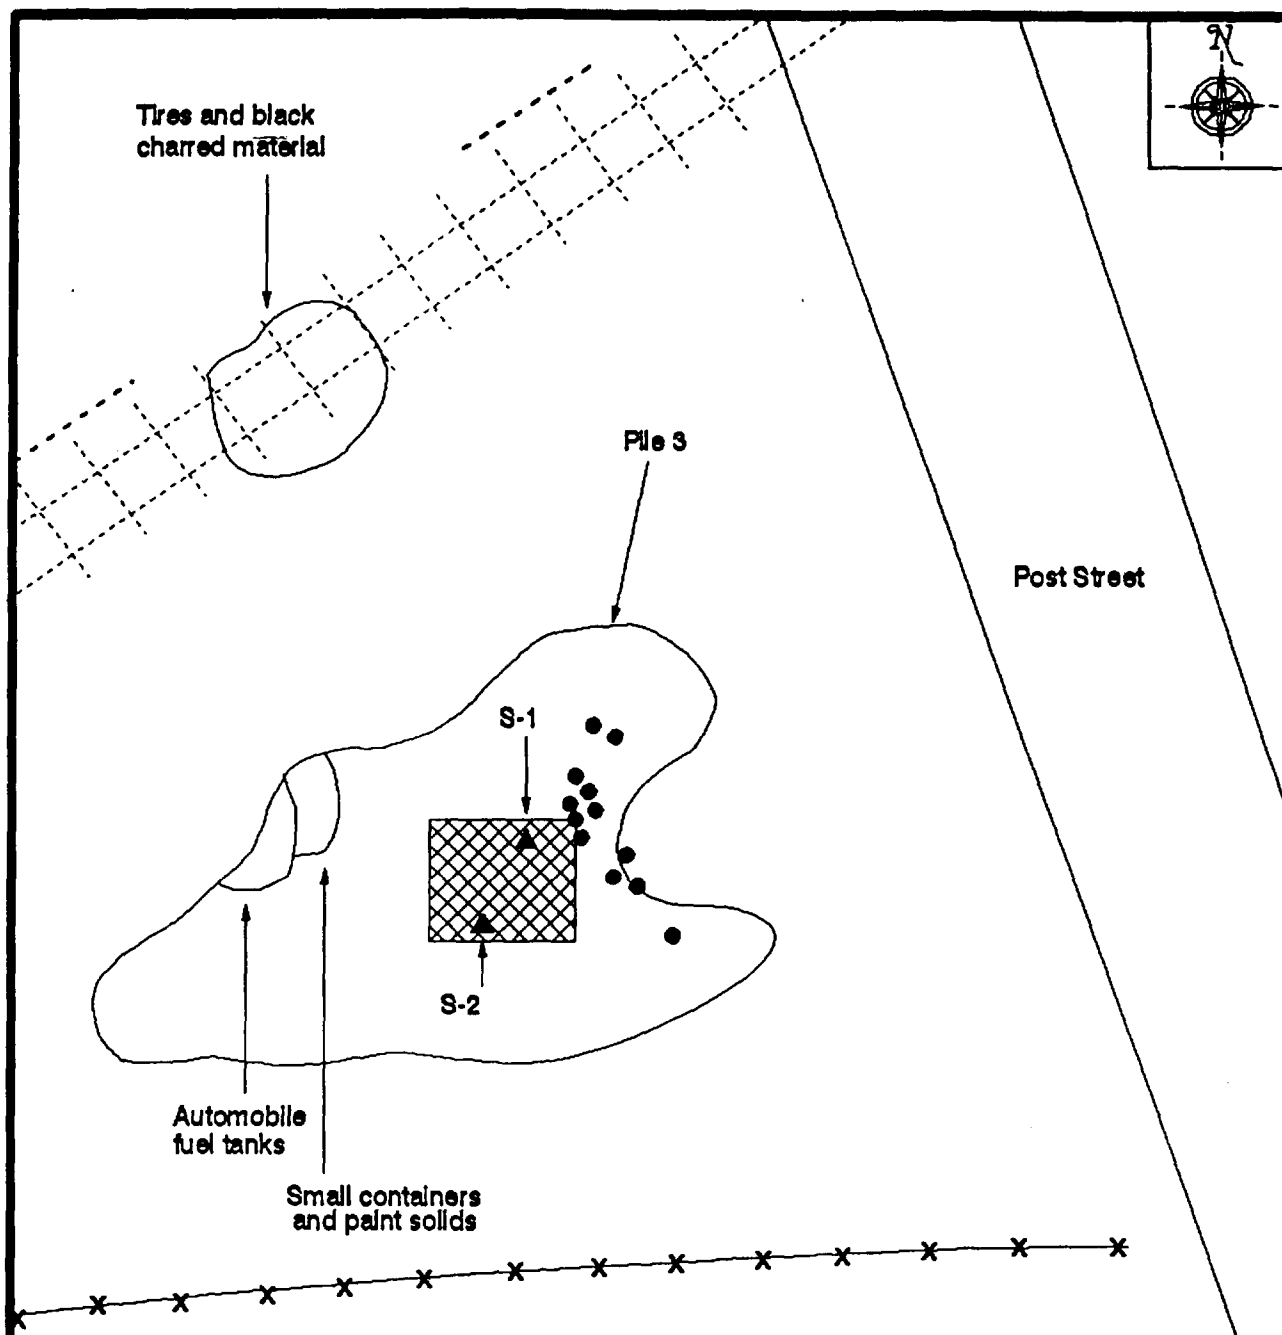 N
Tires and black
charred material
Pile 3
Post Street
S-1
S-2
Automobile
fuel tanks
Small containers
and paint solids